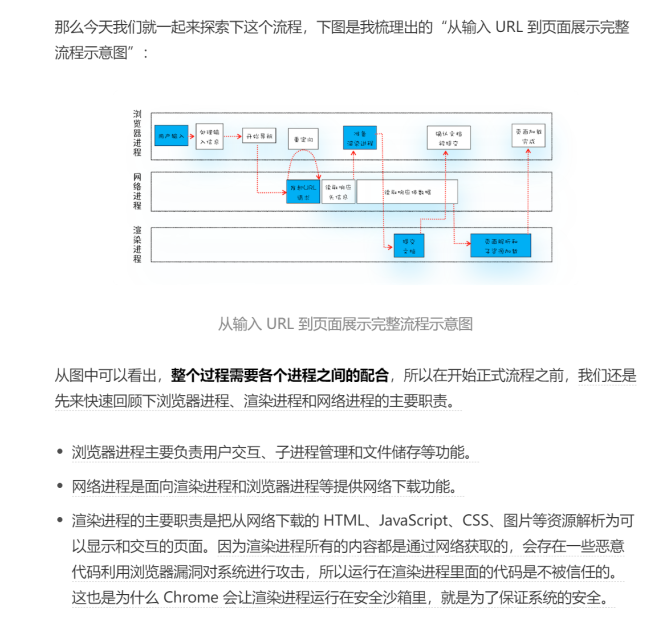 那么今天我们就一起来探索下这个流程，下图是我梳理出的“从输入 URL 到页面展示完整
流程示意图”：
浏览器进程
用户输入
处理输
入信息
开始导航
重定向
准备
渲染进程
确认文档
被提交
页面加载
完成
网络进程
发起URL
请求
读取响应
头信息
读取响应体数据
渲染进程
提交
文档
页面解析和
子资源加载
从输入 URL 到页面展示完整流程示意图
从图中可以看出，整个过程需要各个进程之间的配合，所以在开始正式流程之前，我们还是
先来快速回顾下浏览器进程、渲染进程和网络进程的主要职责。
浏览器进程主要负责用户交互、子进程管理和文件储存等功能。
网络进程是面向渲染进程和浏览器进程等提供网络下载功能。
渲染进程的主要职责是把从网络下载的 HTML、JavaScript、CSS、图片等资源解析为可
以显示和交互的页面。因为渲染进程所有的内容都是通过网络获取的，会存在一些恶意
代码利用浏览器漏洞对系统进行攻击，所以运行在渲染进程里面的代码是不被信任的。
这也是为什么 Chrome 会让渲染进程运行在安全沙箱里，就是为了保证系统的安全。